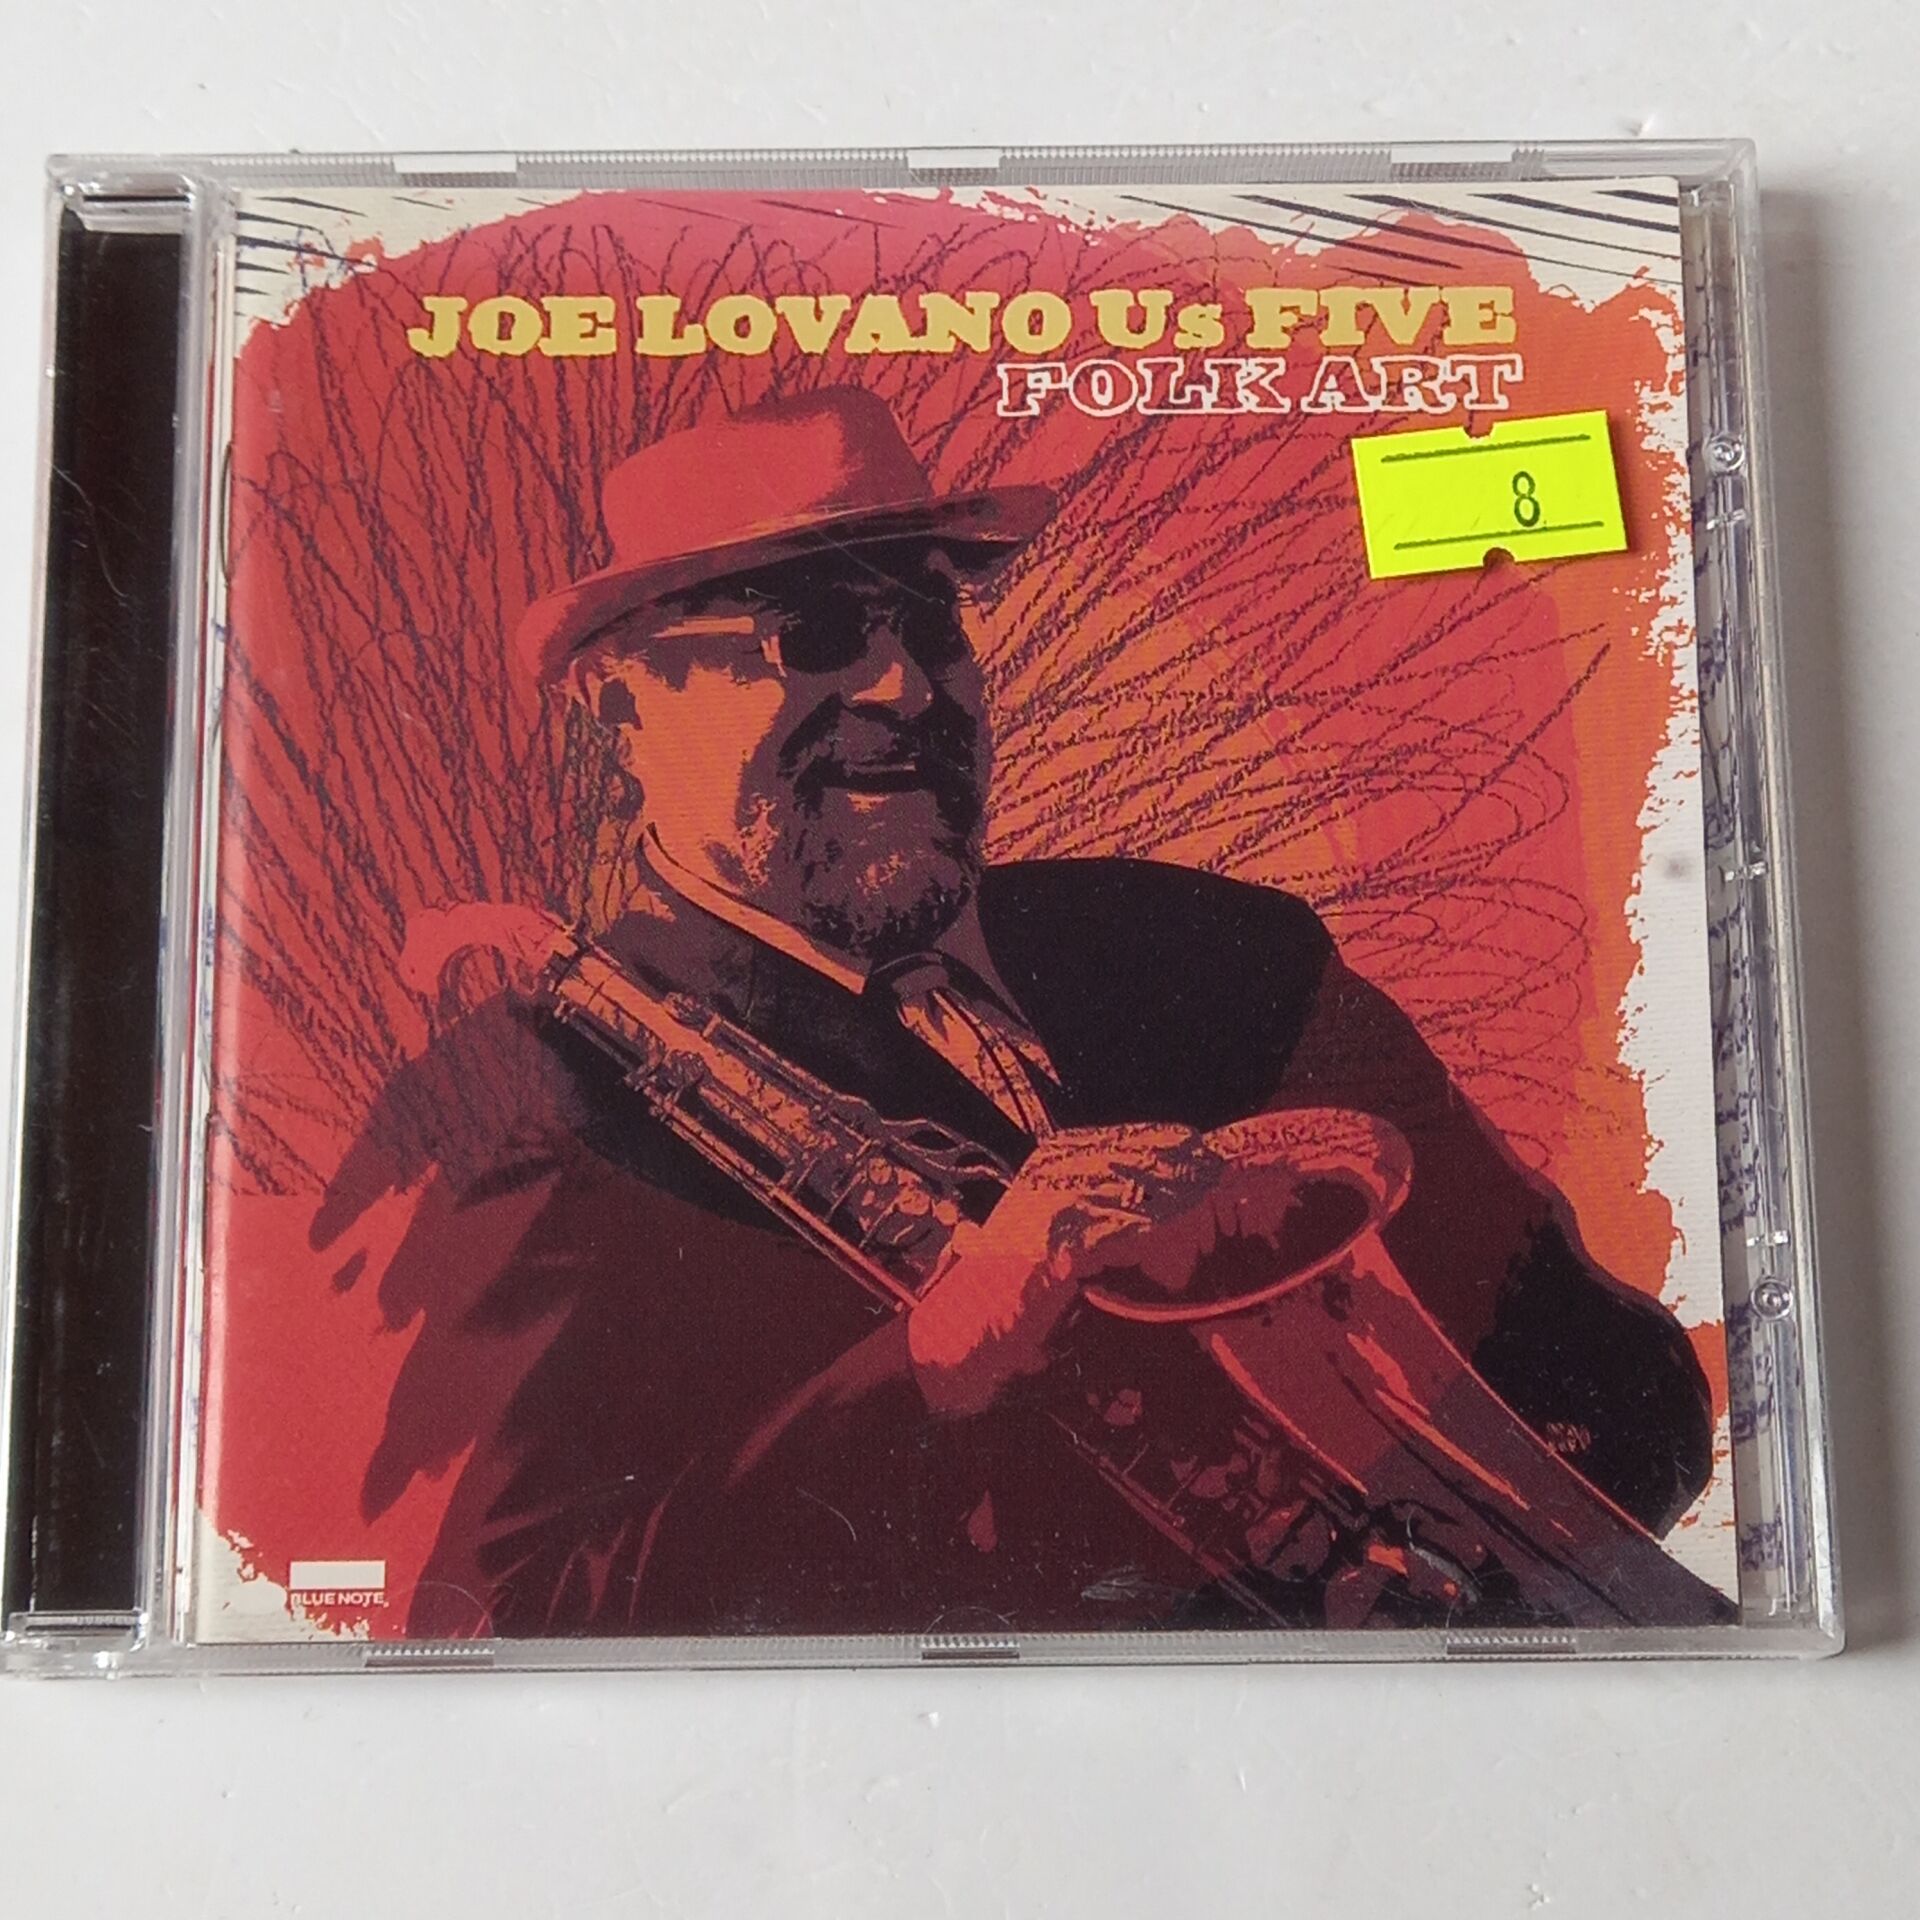 JOE LOVANO Us FIVE
FOLK ART
8
BLUE NOTE